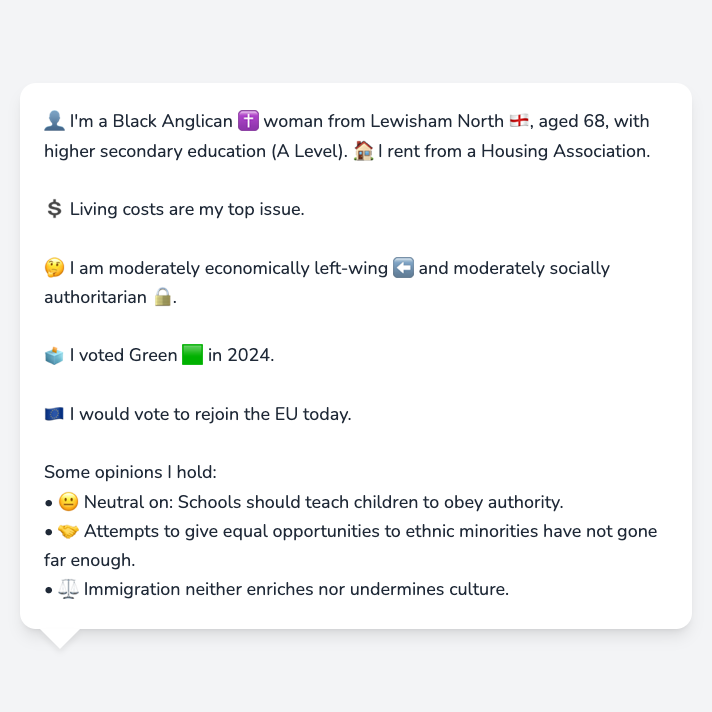 👤 I'm a Black Anglican ✝️ woman from Lewisham North 🏴󠁧󠁢󠁥󠁮󠁧󠁿, aged 68, with
higher secondary education (A Level). 🏠 I rent from a Housing Association.
💲 Living costs are my top issue.
🤔 I am moderately economically left-wing ⬅️ and moderately socially
authoritarian 🔒.
🗳️ I voted Green 🟩 in 2024.
🇪🇺 I would vote to rejoin the EU today.
Some opinions I hold:
• 😐 Neutral on: Schools should teach children to obey authority.
• 🤝 Attempts to give equal opportunities to ethnic minorities have not gone
far enough.
• ⚖️ Immigration neither enriches nor undermines culture.